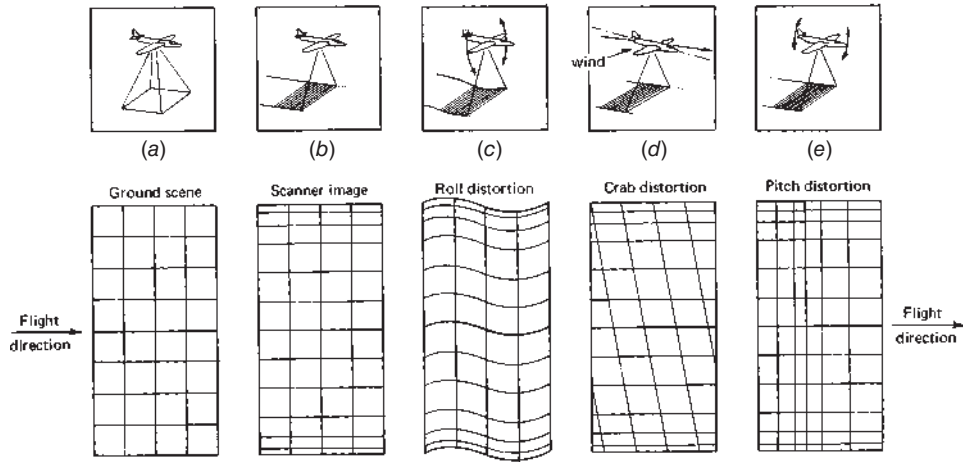 wind
(a)
(b)
(c)
(d)
(e)
Ground scene
Scanner image
Roll distortion
Crab distortion
Pitch distortion
Flight
direction
Flight
direction